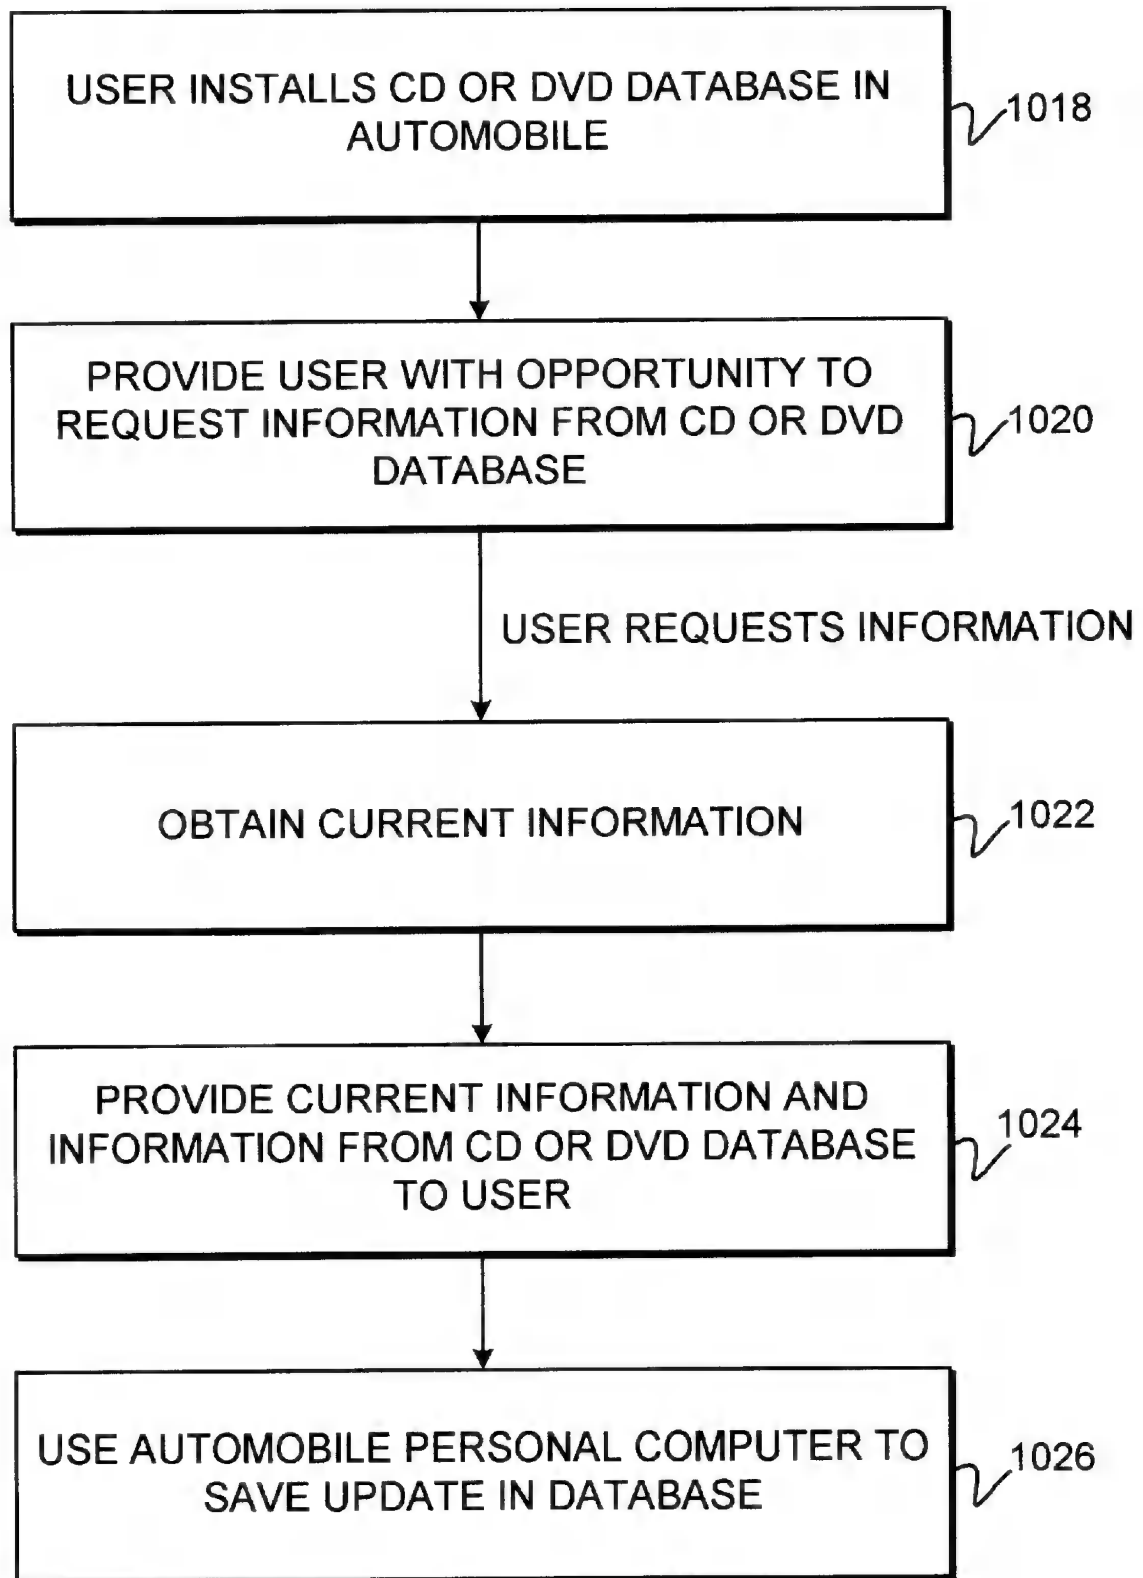 USER INSTALLS CD OR DVD DATABASE IN
AUTOMOBILE
1018
PROVIDE USER WITH OPPORTUNITY TO
REQUEST INFORMATION FROM CD OR DVD
DATABASE
1020
USER REQUESTS INFORMATION
OBTAIN CURRENT INFORMATION
1022
PROVIDE CURRENT INFORMATION AND
INFORMATION FROM CD OR DVD DATABASE
TO USER
1024
USE AUTOMOBILE PERSONAL COMPUTER TO
SAVE UPDATE IN DATABASE
1026